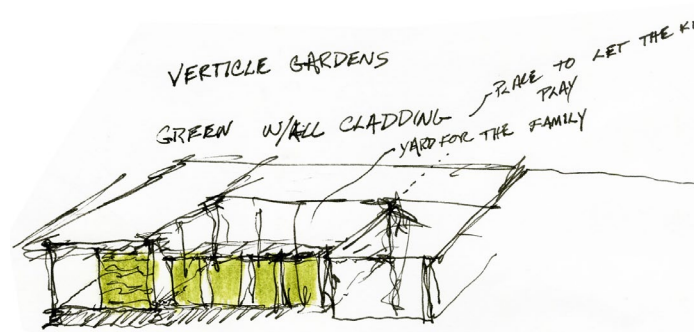 VERTICLE GARDENS
GREEN WALL CLADDING
PLACE TO LET THE
PLAY
YARD FOR THE FAMILY